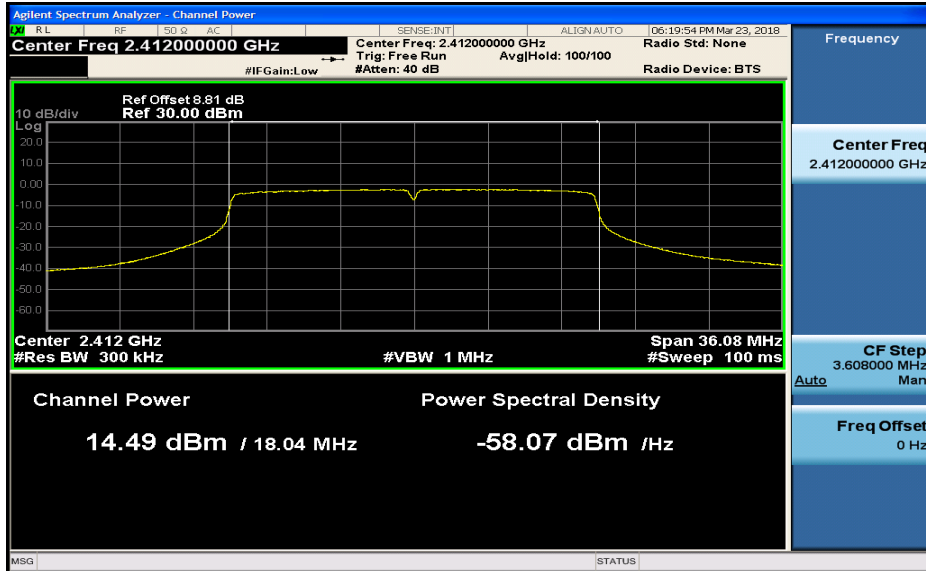 Agilent Spectrum Analyzer - Channel Power
LXI RL RF 50 Ω AC SENSE:INT ALIGN AUTO 06:19:54 PM Mar 23, 2018
Center Freq 2.412000000 GHz
Center Freq: 2.412000000 GHz
Radio Std: None
Trig: Free Run Avg|Hold: 100/100
#IFGain:Low
#Atten: 40 dB
Radio Device: BTS
Frequency
Ref Offset 8.81 dB
10 dB/div Ref 30.00 dBm
Log
20.0
10.0
0.00
-10.0
-20.0
-30.0
-40.0
-50.0
-60.0
Center 2.412 GHz Span 36.08 MHz
#Res BW 300 kHz #VBW 1 MHz #Sweep 100 ms
Channel Power Power Spectral Density
14.49 dBm / 18.04 MHz -58.07 dBm /Hz
Center Freq
2.412000000 GHz
CF Step
3.608000 MHz
Auto Man
Freq Offset
0 Hz
MSG STATUS